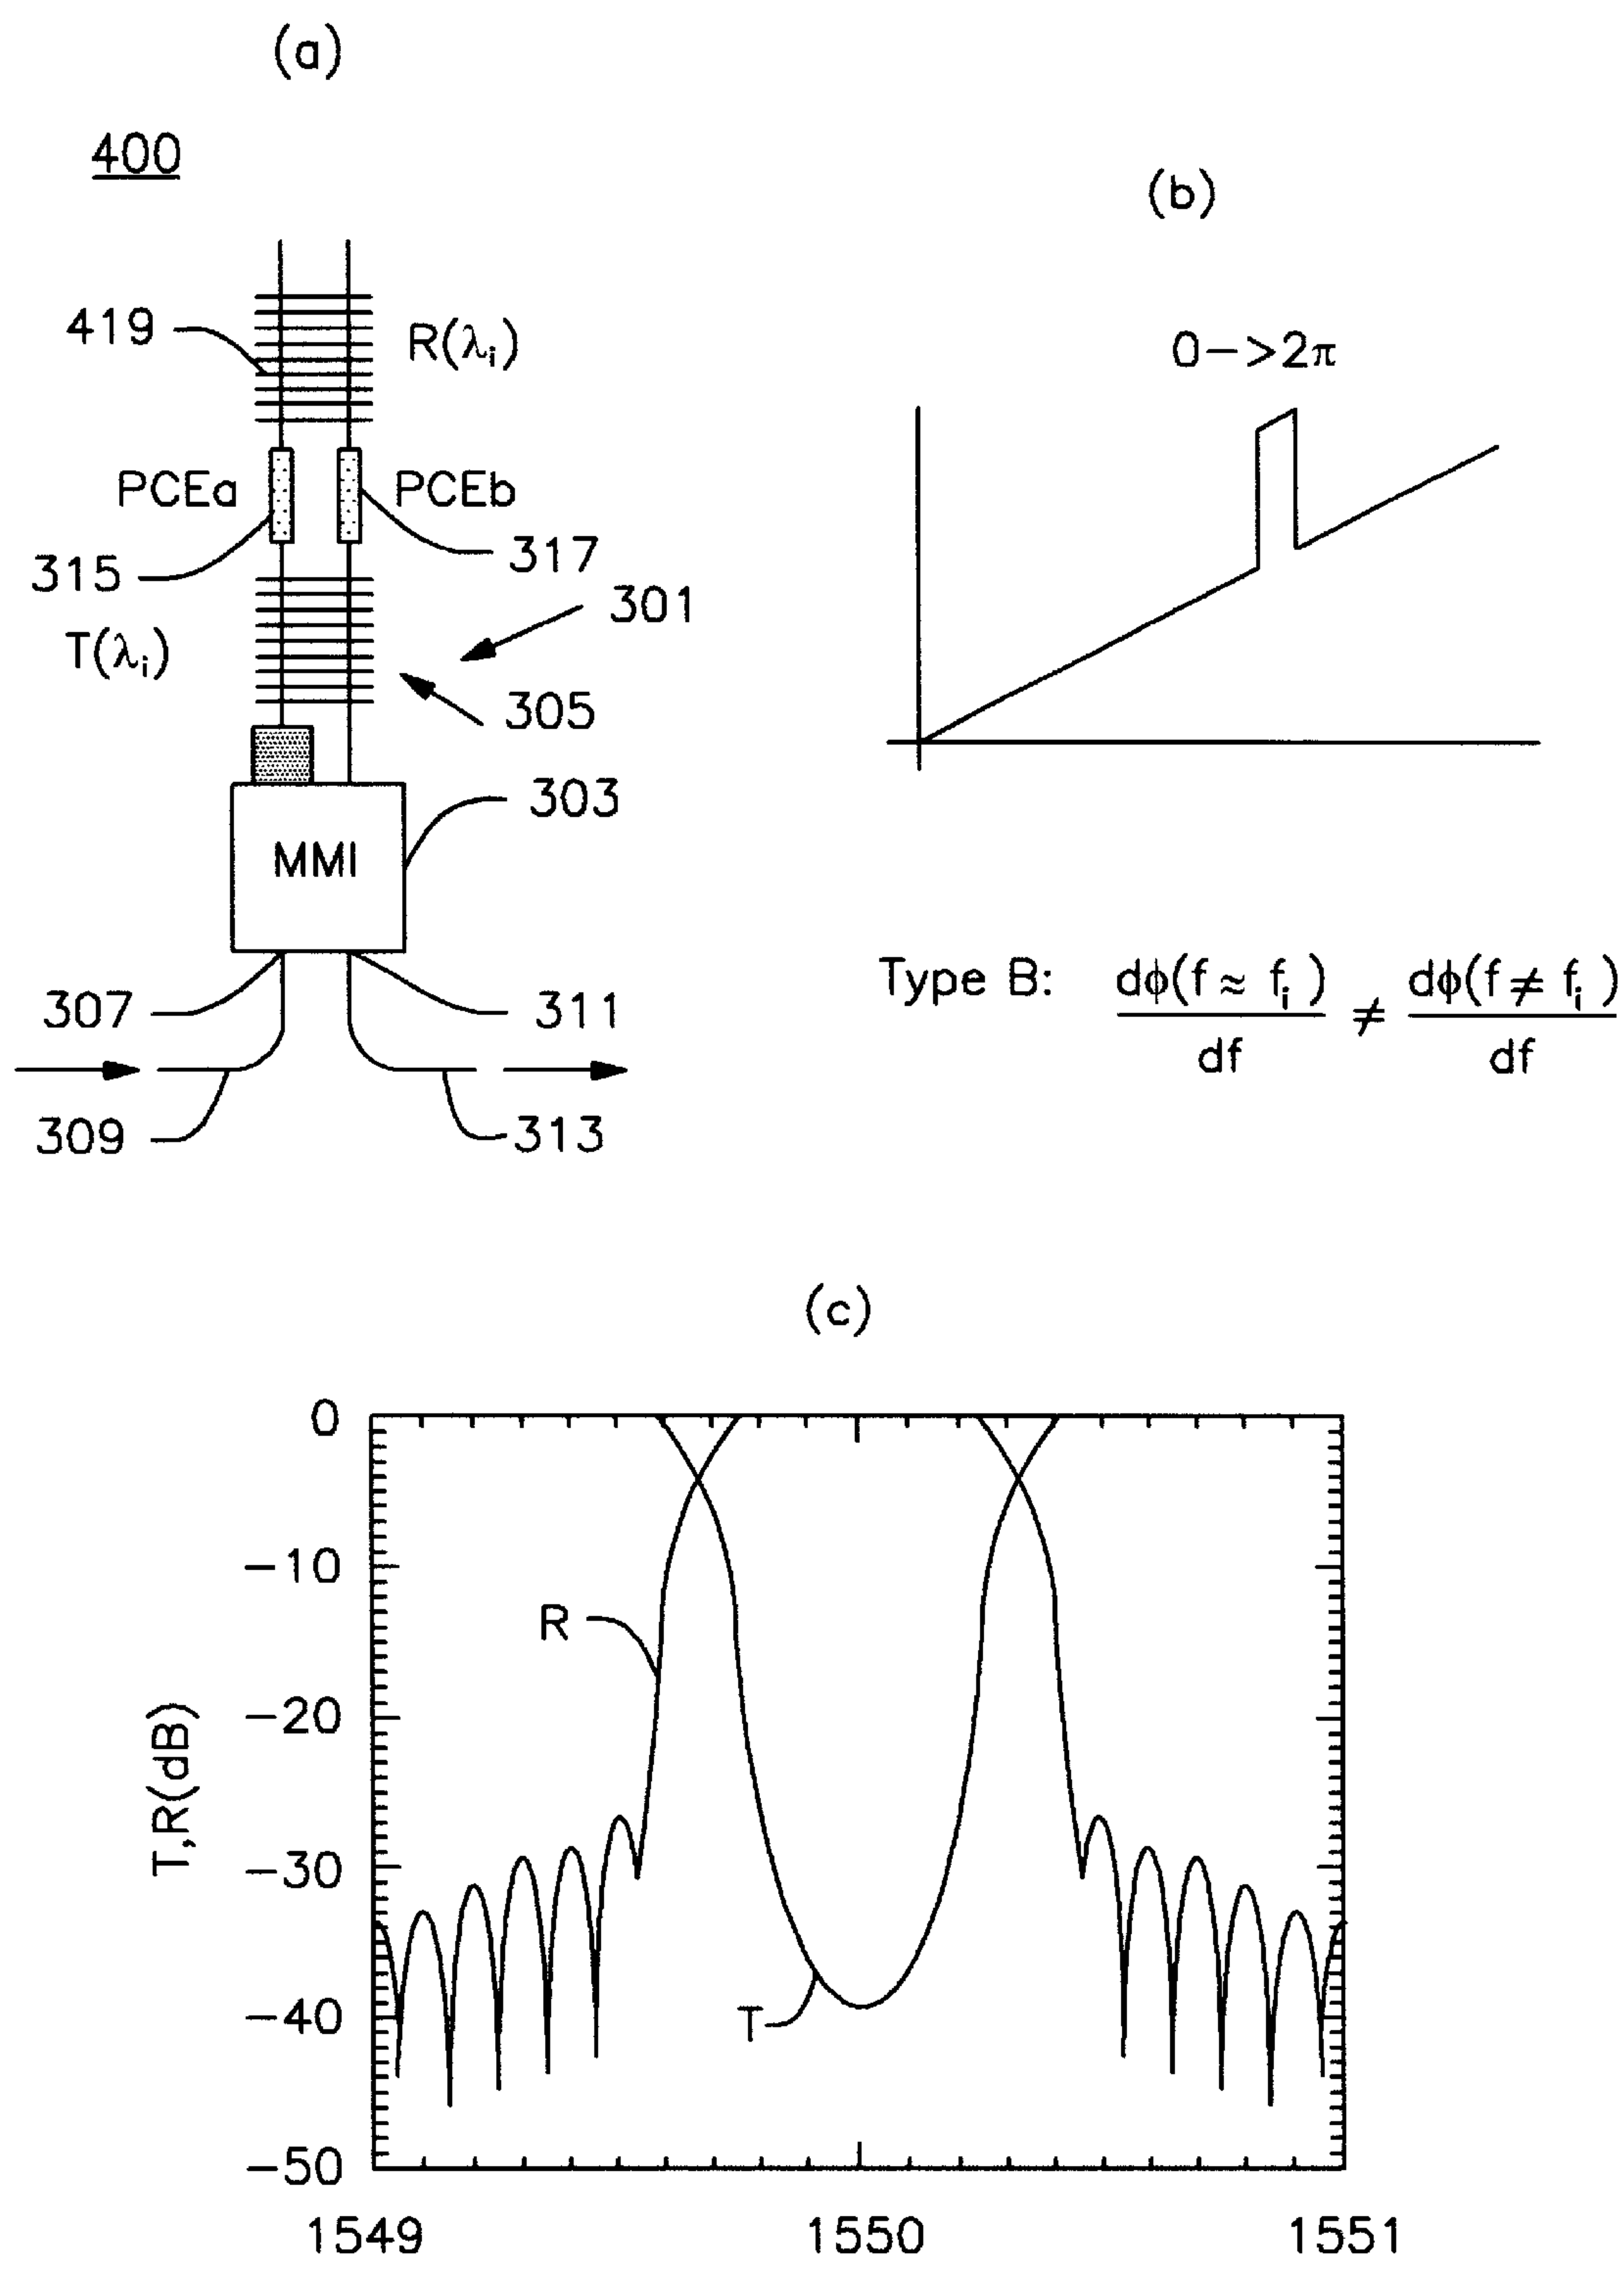 (a)
400
(b)
419
R(λi)
0->2π
PCEa
PCEb
315
317
301
T(λi)
305
303
MMI
307
311
309
313
Type B: dφ(f ≈ fi)/df ≠ dφ(f ≠ fi)/df
(c)
0
-10
R
-20
T,R(dB)
-30
-40
T
-50
1549 1550 1551